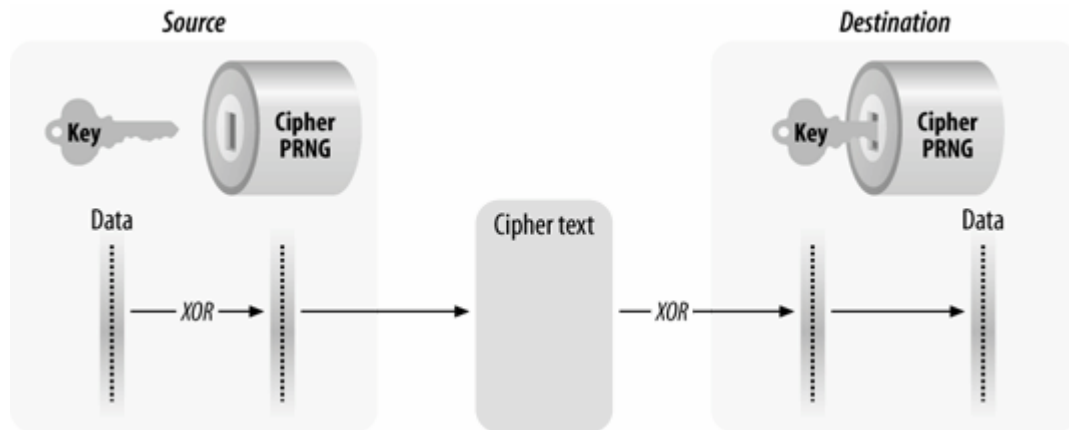 Source
Destination
Key
Cipher
PRNG
Key
Cipher
PRNG
Data
Cipher text
Data
XOR
XOR